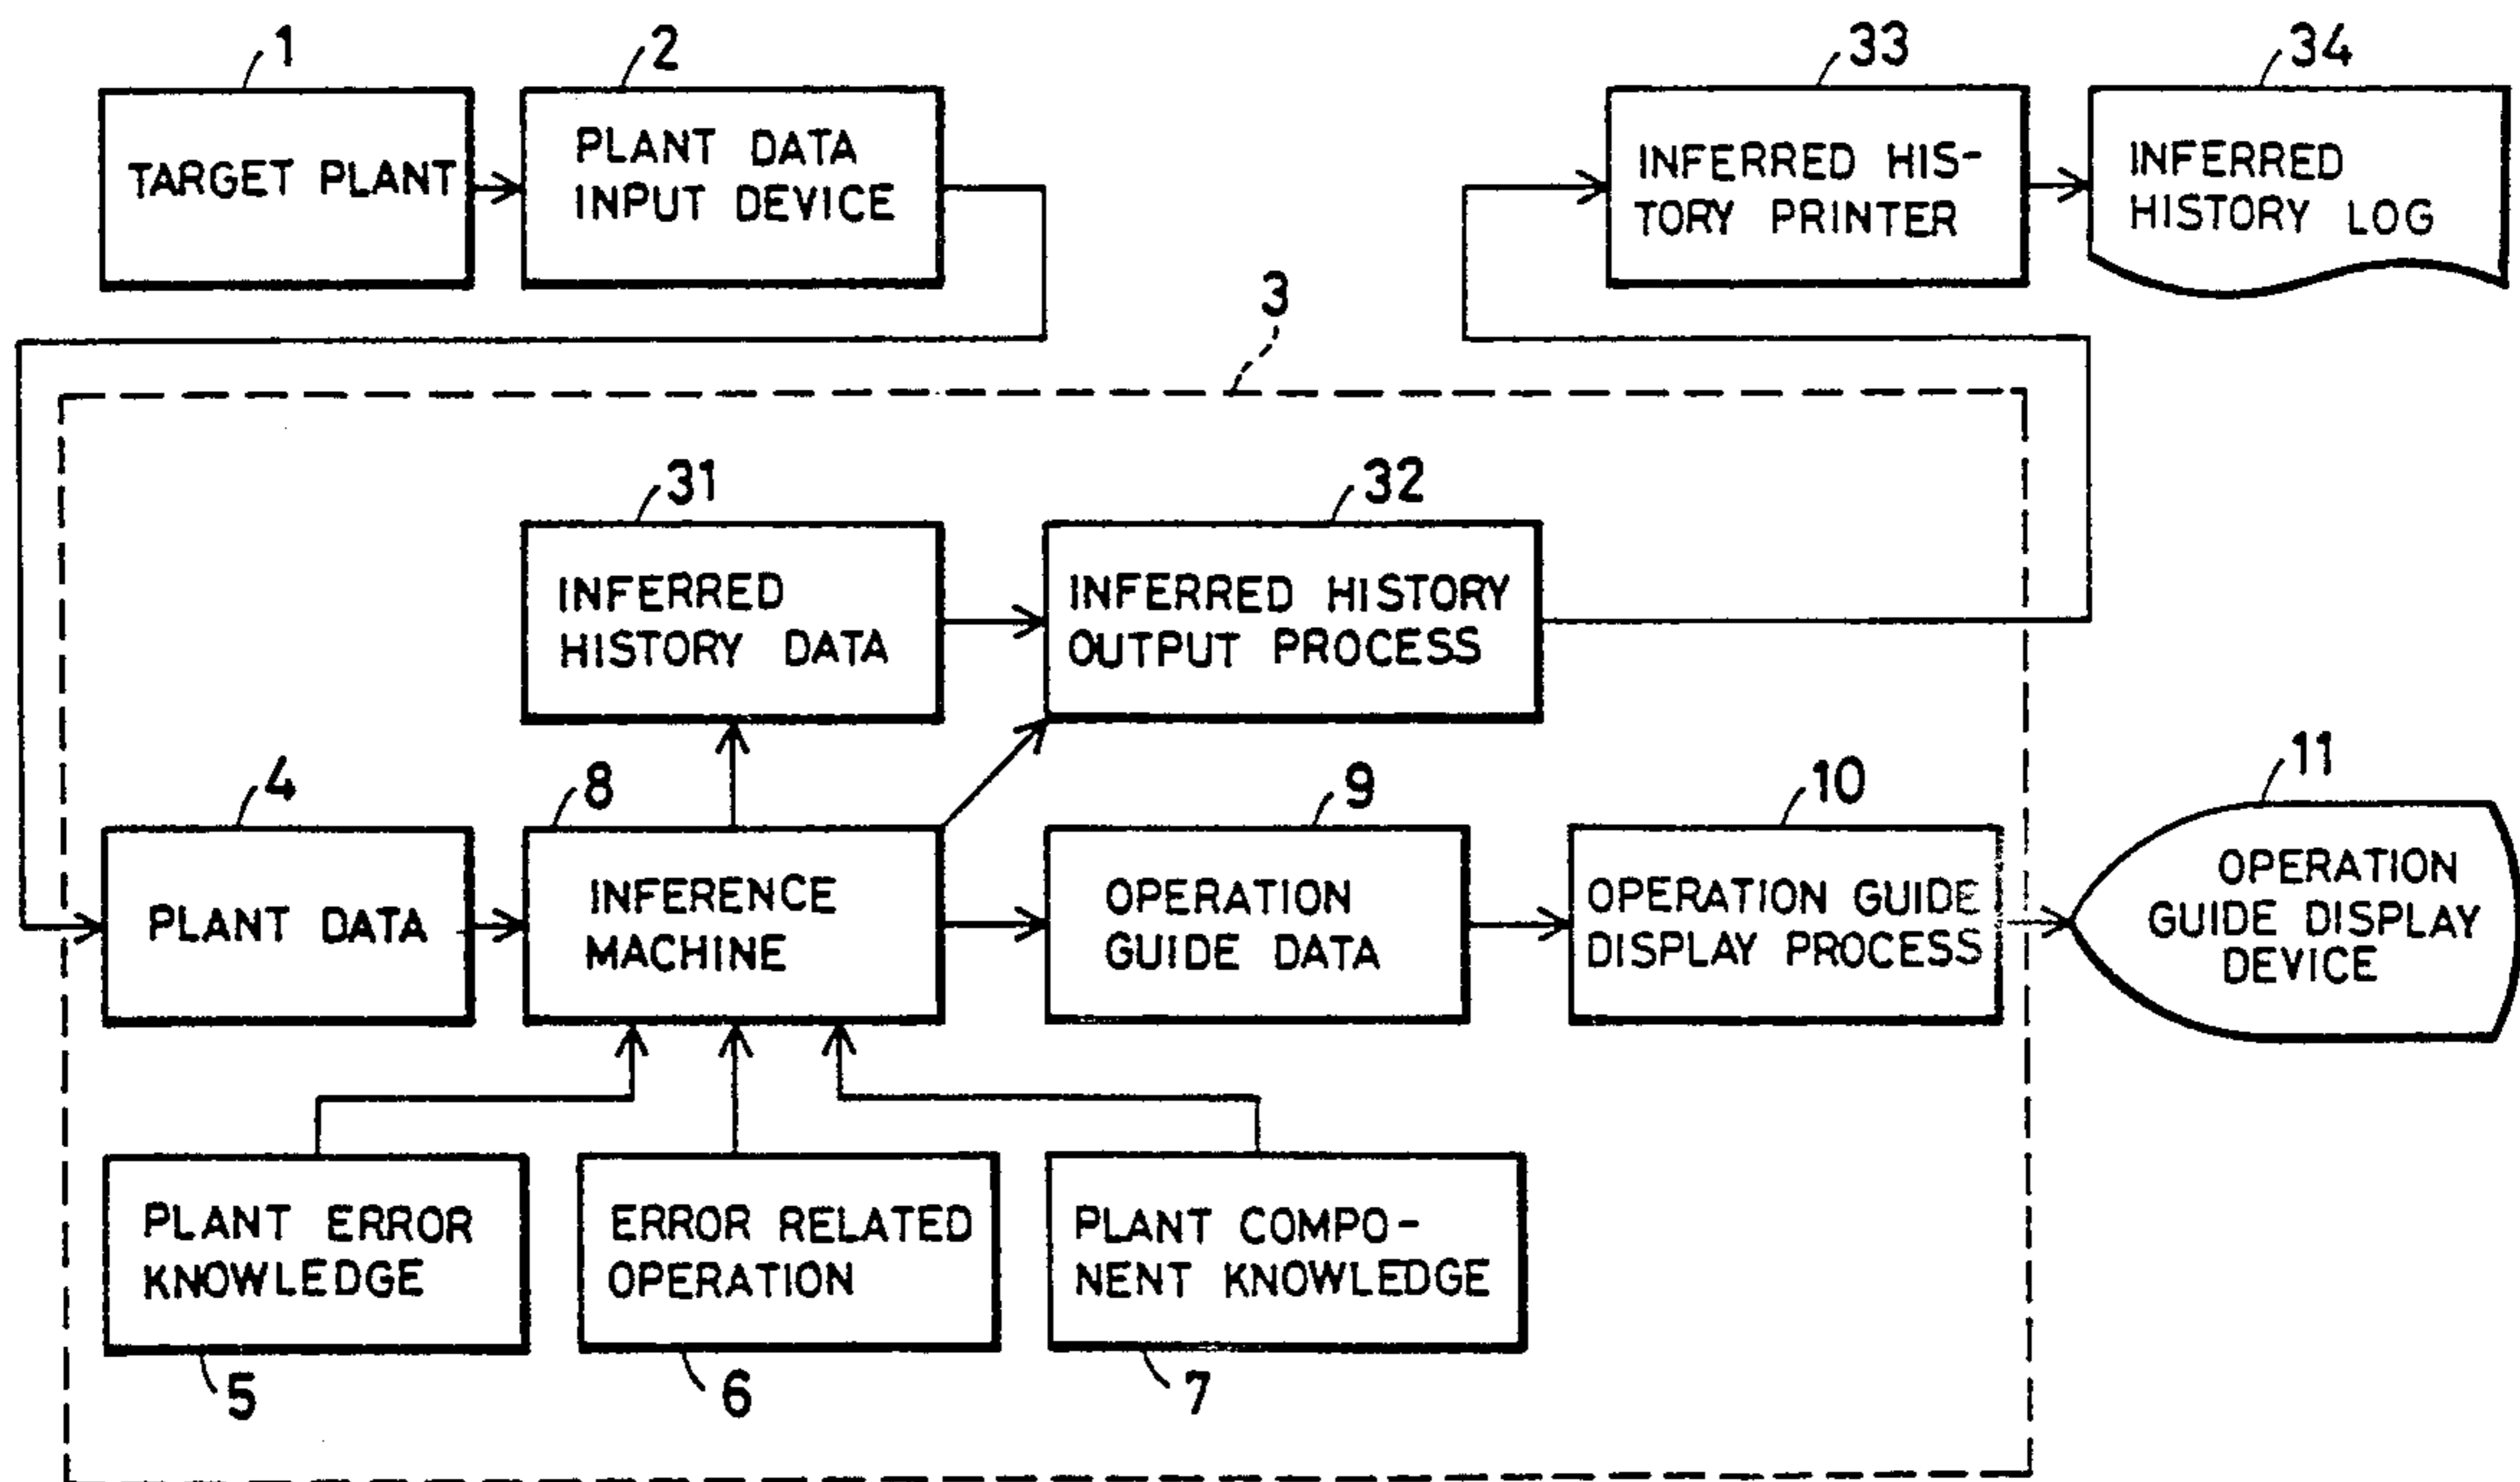 1
2
33
34
TARGET PLANT
PLANT DATA
INPUT DEVICE
INFERRED HIS-
TORY PRINTER
INFERRED
HISTORY LOG
3
31
32
INFERRED
HISTORY DATA
INFERRED HISTORY
OUTPUT PROCESS
4
8
9
10
11
PLANT DATA
INFERENCE
MACHINE
OPERATION
GUIDE DATA
OPERATION GUIDE
DISPLAY PROCESS
OPERATION
GUIDE DISPLAY
DEVICE
PLANT ERROR
KNOWLEDGE
ERROR RELATED
OPERATION
PLANT COMPO-
NENT KNOWLEDGE
5
6
7